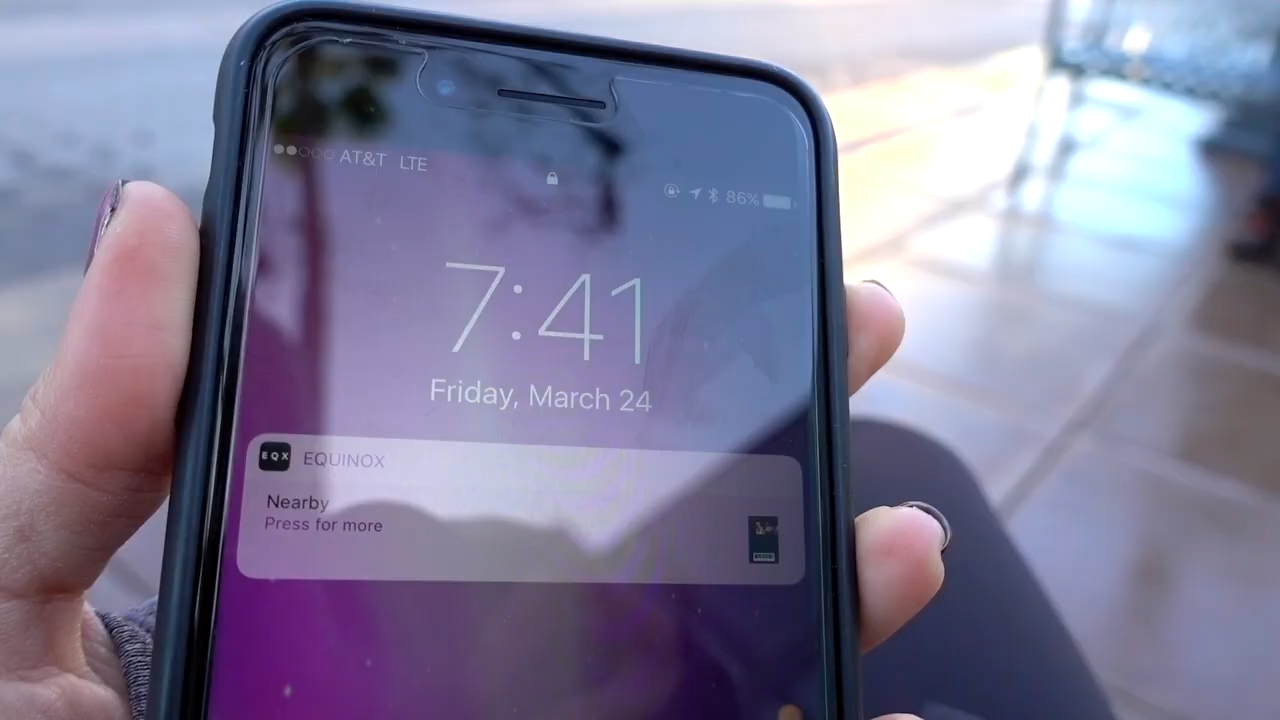 AT&T LTE
86%
7:41
Friday, March 24
EQX EQUINOX
Nearby
Press for more